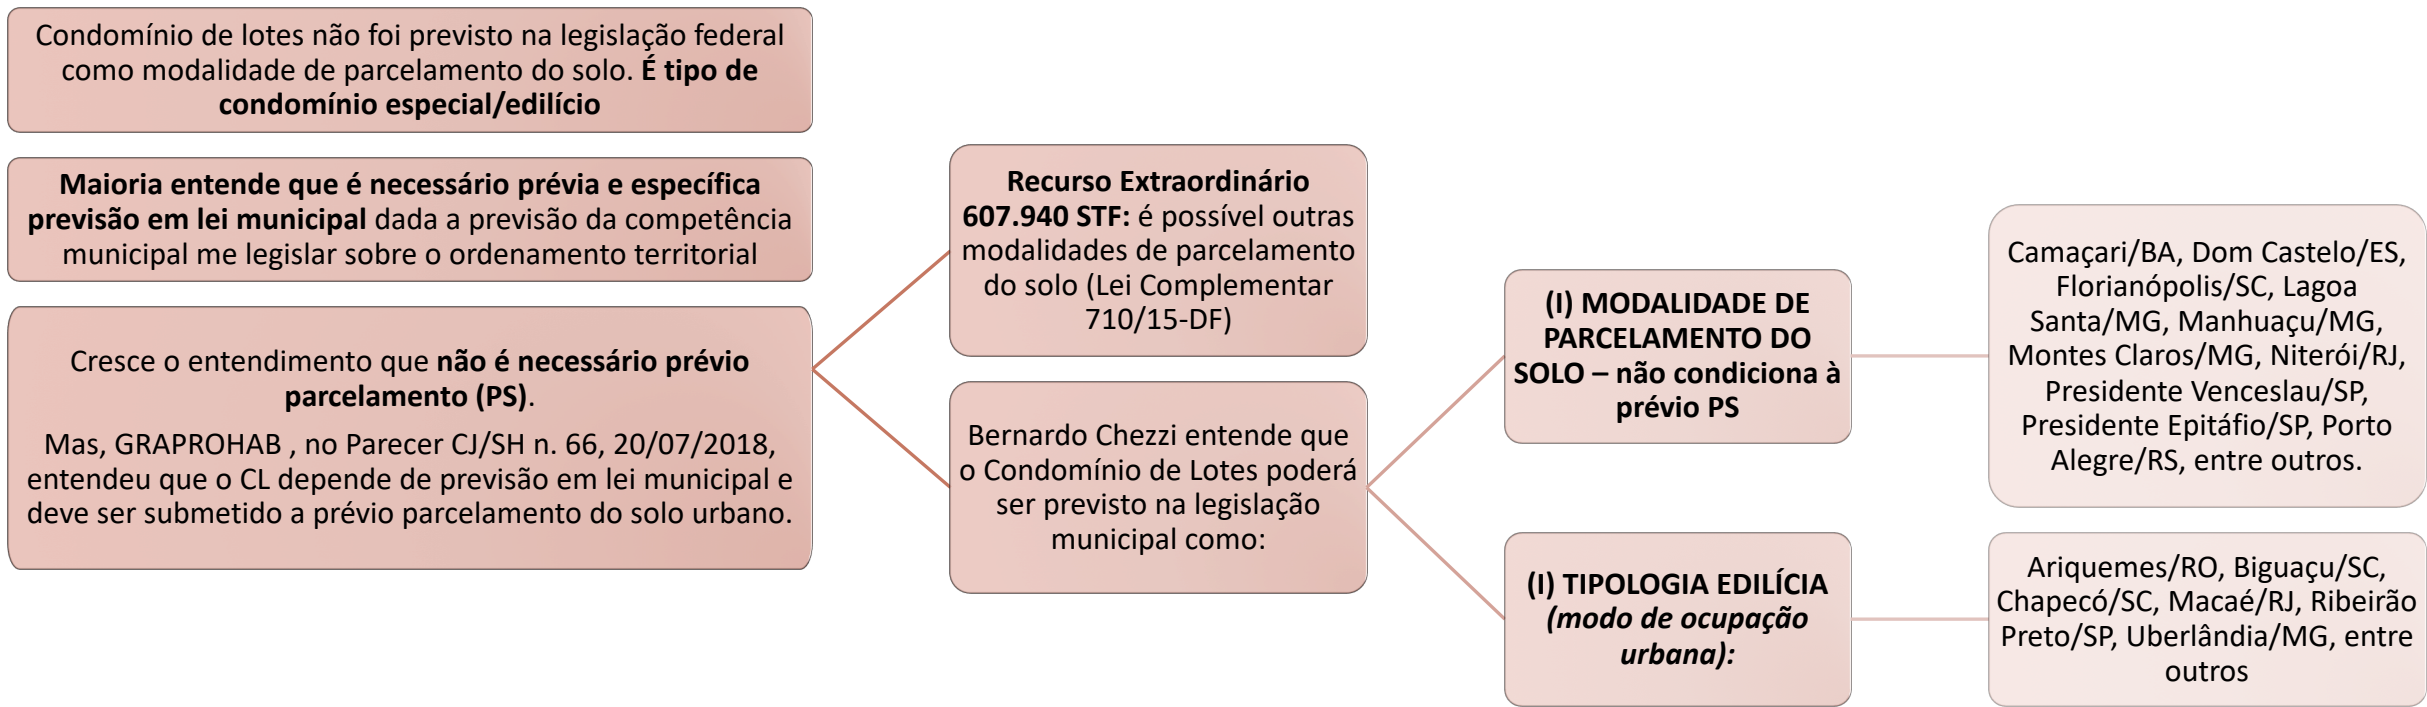 Condomínio de lotes não foi previsto na legislação federal
como modalidade de parcelamento do solo. É tipo de
condomínio especial/edilício
Maioria entende que é necessário prévia e específica
previsão em lei municipal dada a previsão da competência
municipal me legislar sobre o ordenamento territorial
Cresce o entendimento que não é necessário prévio
parcelamento (PS).
Mas, GRAPROHAB , no Parecer CJ/SH n. 66, 20/07/2018,
entendeu que o CL depende de previsão em lei municipal e
deve ser submetido a prévio parcelamento do solo urbano.
Recurso Extraordinário
607.940 STF: é possível outras
modalidades de parcelamento
do solo (Lei Complementar
710/15-DF)
Bernardo Chezzi entende que
o Condomínio de Lotes poderá
ser previsto na legislação
municipal como:
(I) MODALIDADE DE
PARCELAMENTO DO
SOLO – não condiciona à
prévio PS
Camaçari/BA, Dom Castelo/ES,
Florianópolis/SC, Lagoa
Santa/MG, Manhuaçu/MG,
Montes Claros/MG, Niterói/RJ,
Presidente Venceslau/SP,
Presidente Epitáfio/SP, Porto
Alegre/RS, entre outros.
(I) TIPOLOGIA EDILÍCIA
(modo de ocupação
urbana):
Ariquemes/RO, Biguaçu/SC,
Chapecó/SC, Macaé/RJ, Ribeirão
Preto/SP, Uberlândia/MG, entre
outros